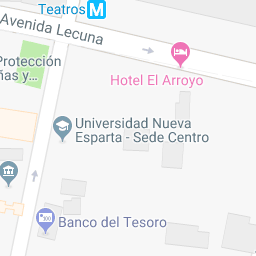 Teatros M
Avenida Lecuna
Protección
ñas y...
Hotel El Arroyo
Universidad Nueva
Esparta - Sede Centro
Banco del Tesoro